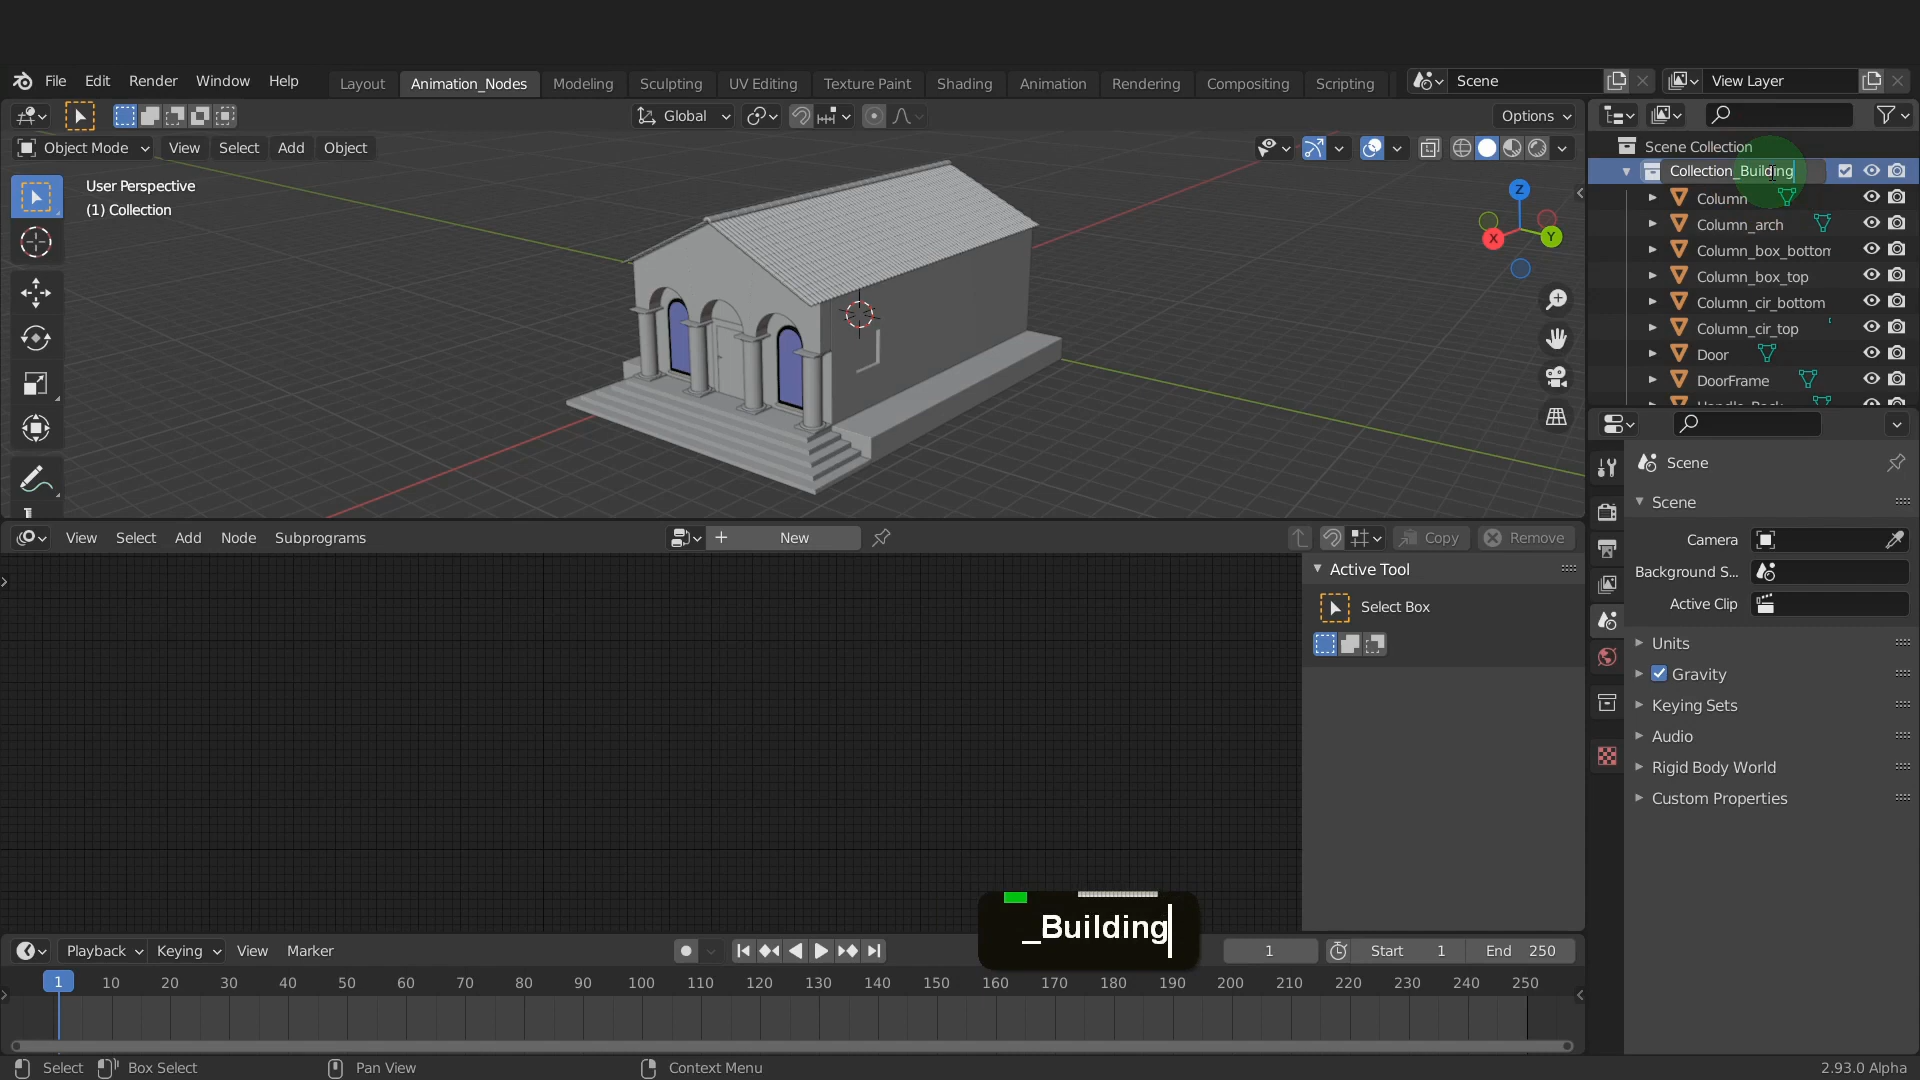 File Edit Render Window Help Layout Animation_Nodes Modeling Sculpting UV Editing Texture Paint Shading Animation Rendering Compositing Scripting Scene View Layer
Global Options
Object Mode View Select Add Object
User Perspective
(1) Collection
Z
X
Y
Scene Collection
Collection_Building
Column
Column_arch
Column_box_bottom
Column_box_top
Column_cir_bottom
Column_cir_top
Door
DoorFrame
Scene
Scene
Camera
Background S...
Active Clip
Units
Gravity
Keying Sets
Audio
Rigid Body World
Custom Properties
View Select Add Node Subprograms New Copy Remove
Active Tool
Select Box
_Building
Playback Keying View Marker 1 Start 1 End 250
1 10 20 30 40 50 60 70 80 90 100 110 120 130 140 150 160 170 180 190 200 210 220 230 240 250
Select Box Select Pan View Context Menu 2.93.0 Alpha